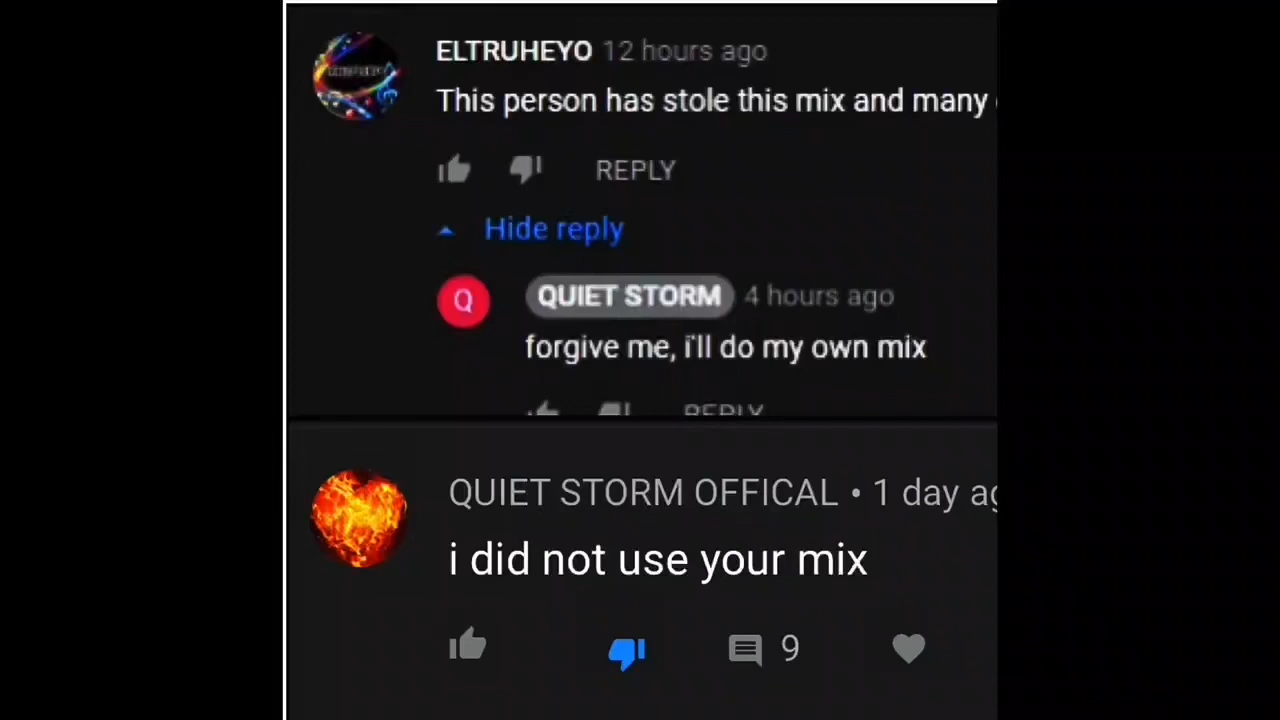 ELTRUHEYO 12 hours ago
This person has stole this mix and many
REPLY
Hide reply
Q
QUIET STORM 4 hours ago
forgive me, i'll do my own mix
REPLY
QUIET STORM OFFICAL • 1 day ag
i did not use your mix
9